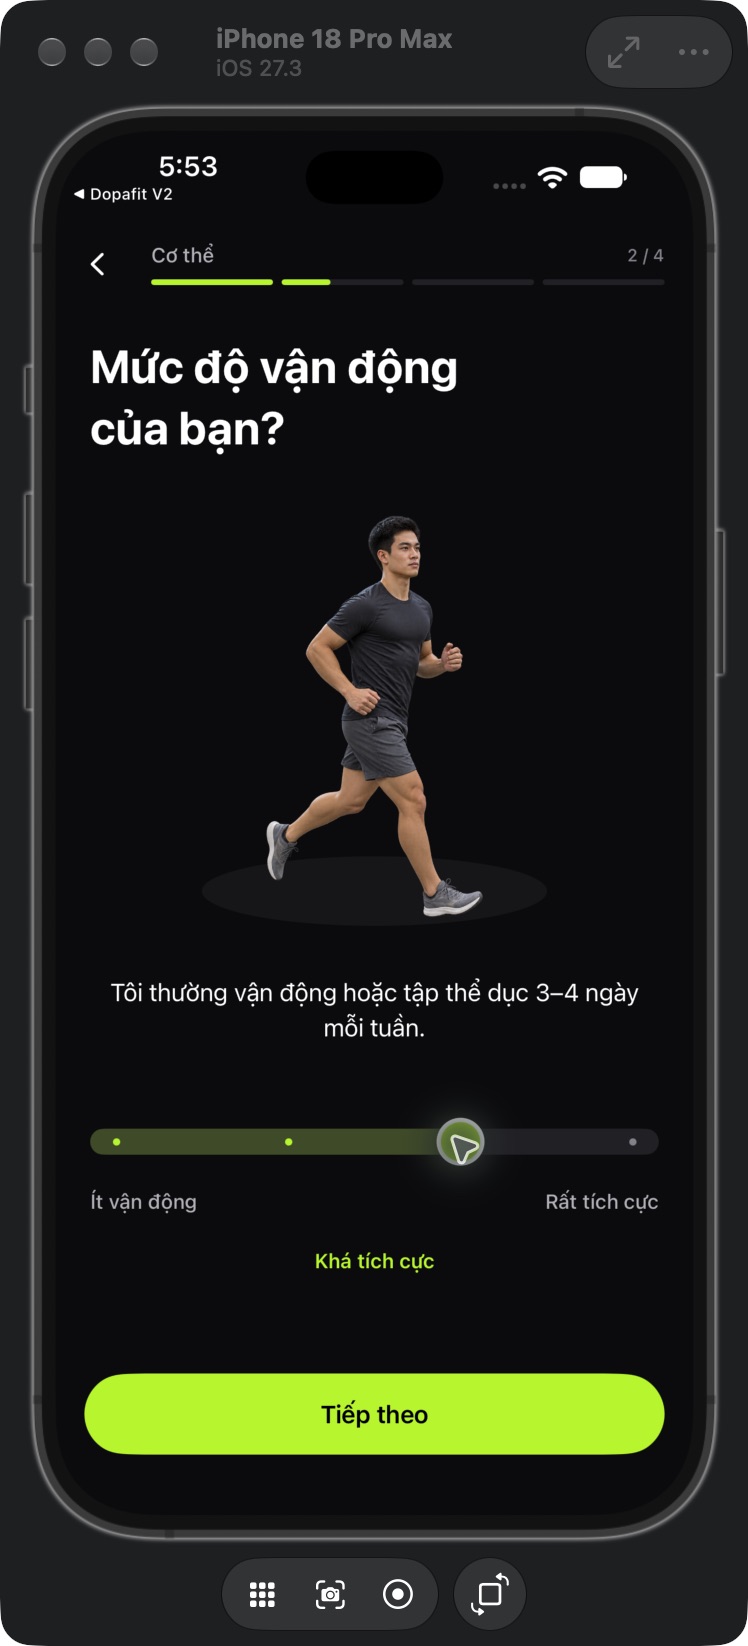 iPhone 18 Pro Max
iOS 27.3
5:53
◀ Dopafit V2
Cơ thể
2 / 4
Mức độ vận động
của bạn?
Tôi thường vận động hoặc tập thể dục 3–4 ngày
mỗi tuần.
Ít vận động
Rất tích cực
Khá tích cực
Tiếp theo